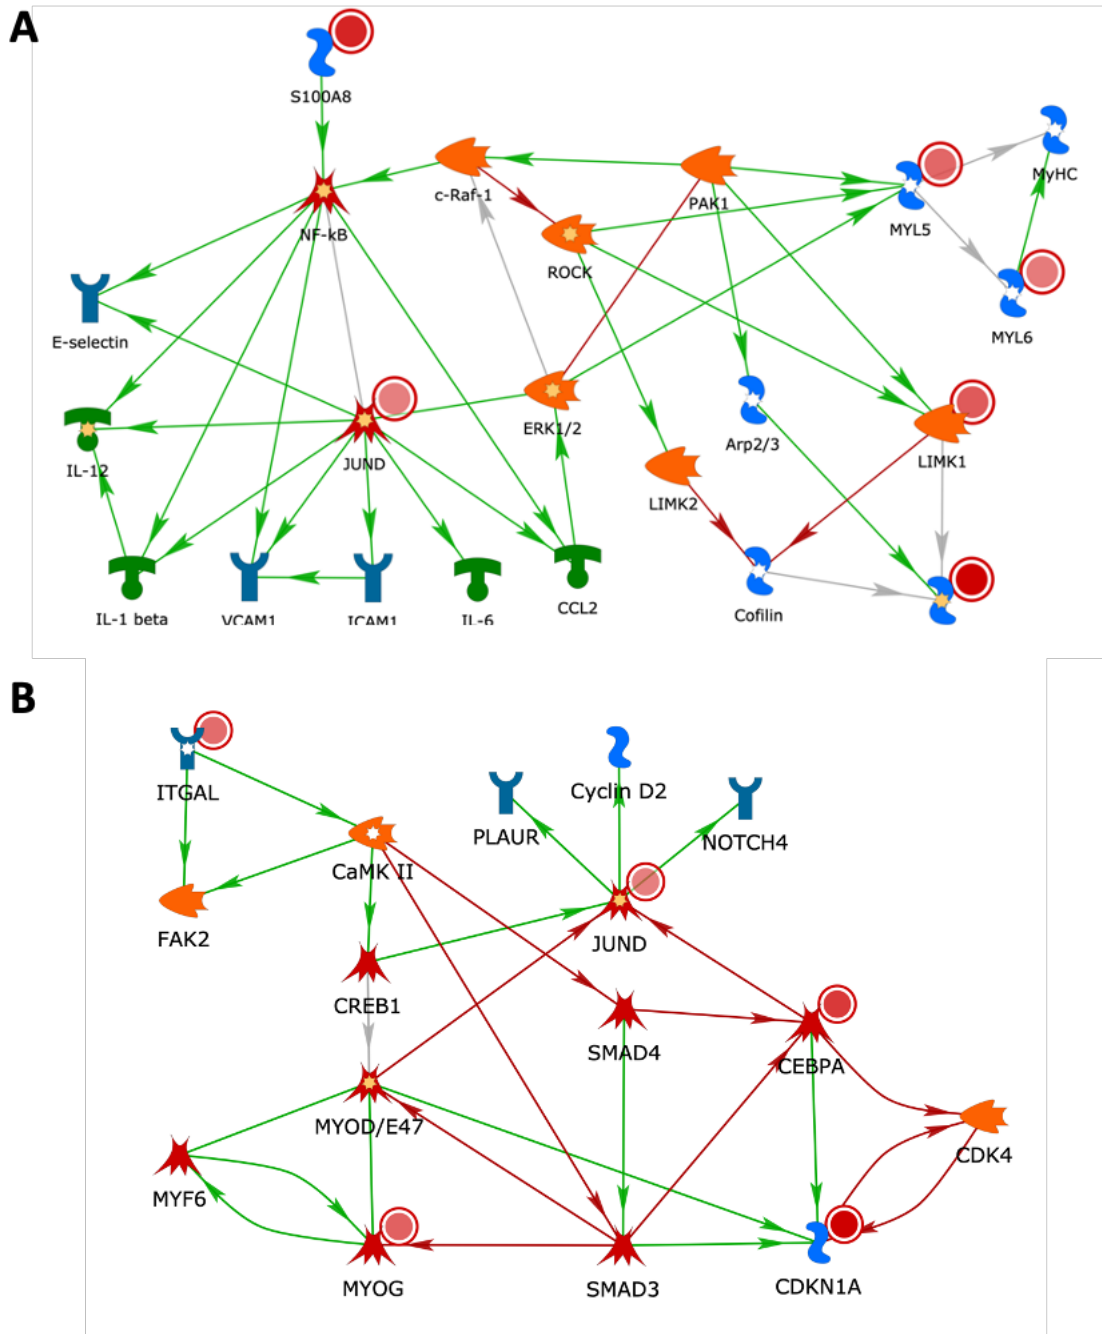 A
S100A8
c-Raf-1
PAK1
MyHC
NF-kB
MYL5
ROCK
E-selectin
MYL6
ERK1/2
Arp2/3
IL-12
JUND
LIMK1
LIMK2
IL-1 beta
VCAM1
ICAM1
IL-6
CCL2
Cofilin
B
ITGAL
Cyclin D2
PLAUR
NOTCH4
CaMK II
FAK2
JUND
CREB1
SMAD4
CEBPA
MYOD/E47
CDK4
MYF6
MYOG
SMAD3
CDKN1A